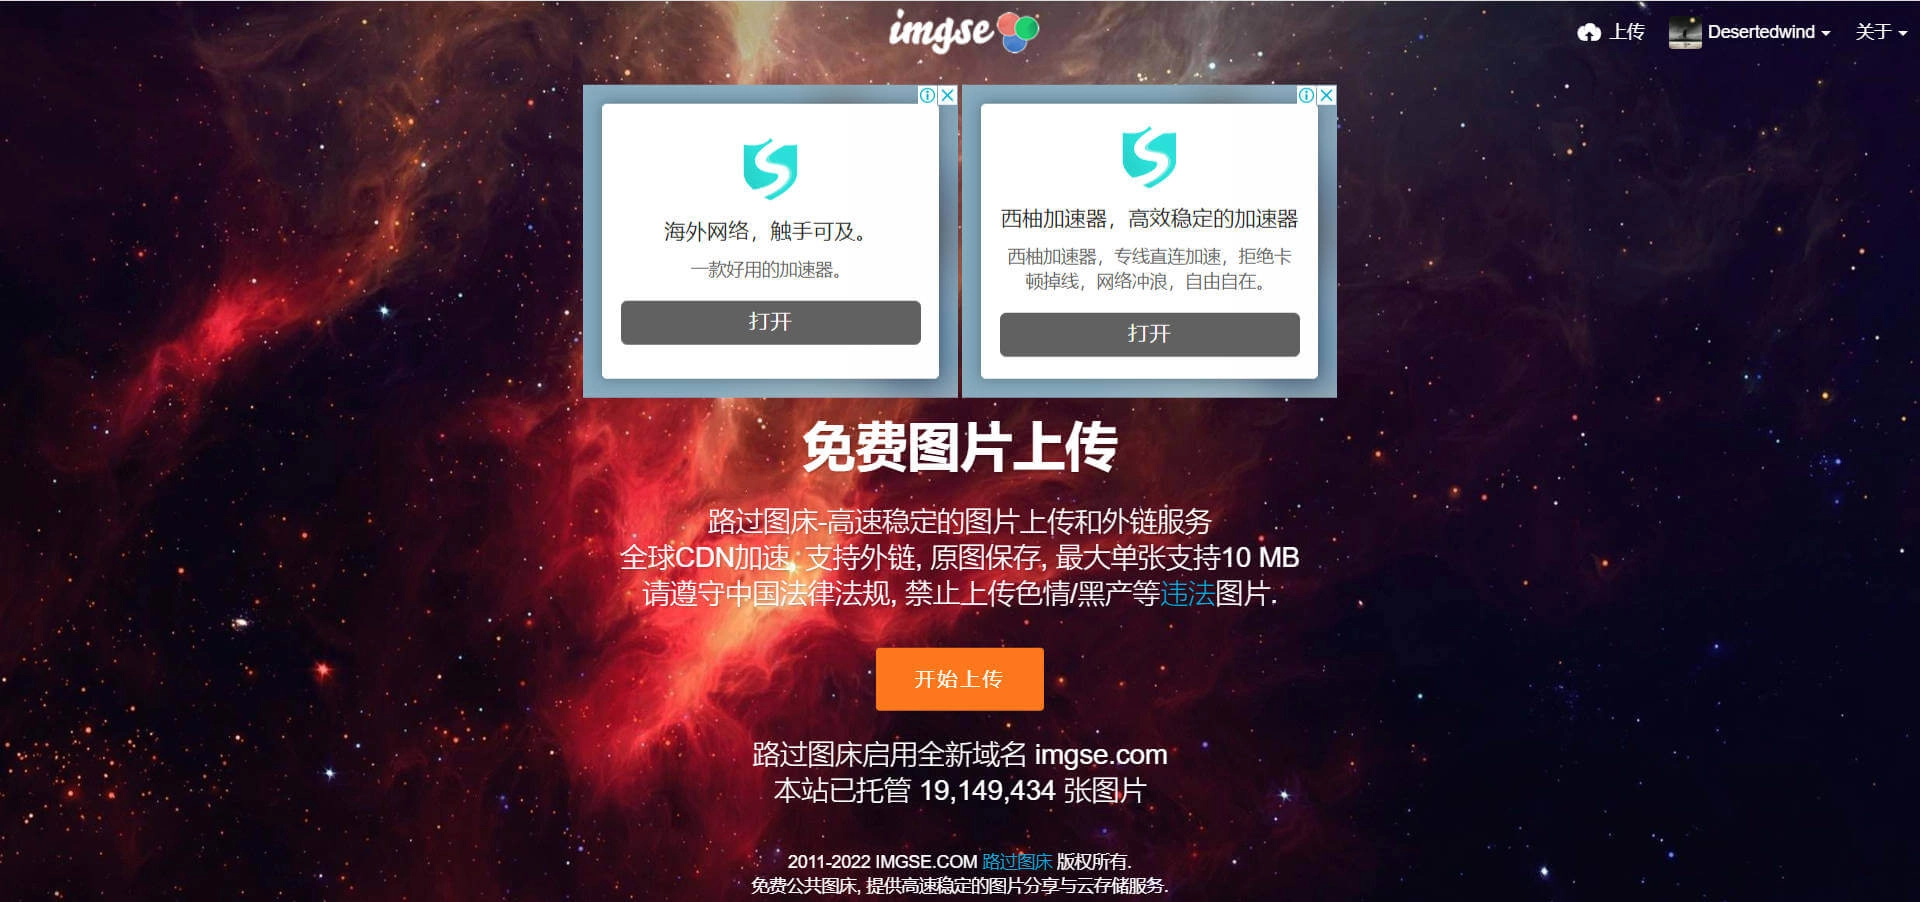 imgse
上传
Desertedwind
关于
海外网络，触手可及。
一款好用的加速器。
打开
西柚加速器，高效稳定的加速器
西柚加速器，专线直连加速，拒绝卡
顿掉线，网络冲浪，自由自在。
打开
免费图片上传
路过图床-高速稳定的图片上传和外链服务
全球CDN加速, 支持外链, 原图保存, 最大单张支持10 MB
请遵守中国法律法规, 禁止上传色情/黑产等违法图片.
开始上传
路过图床启用全新域名 imgse.com
本站已托管 19,149,434 张图片
2011-2022 IMGSE.COM 路过图床 版权所有.
免费公共图床, 提供高速稳定的图片分享与云存储服务.